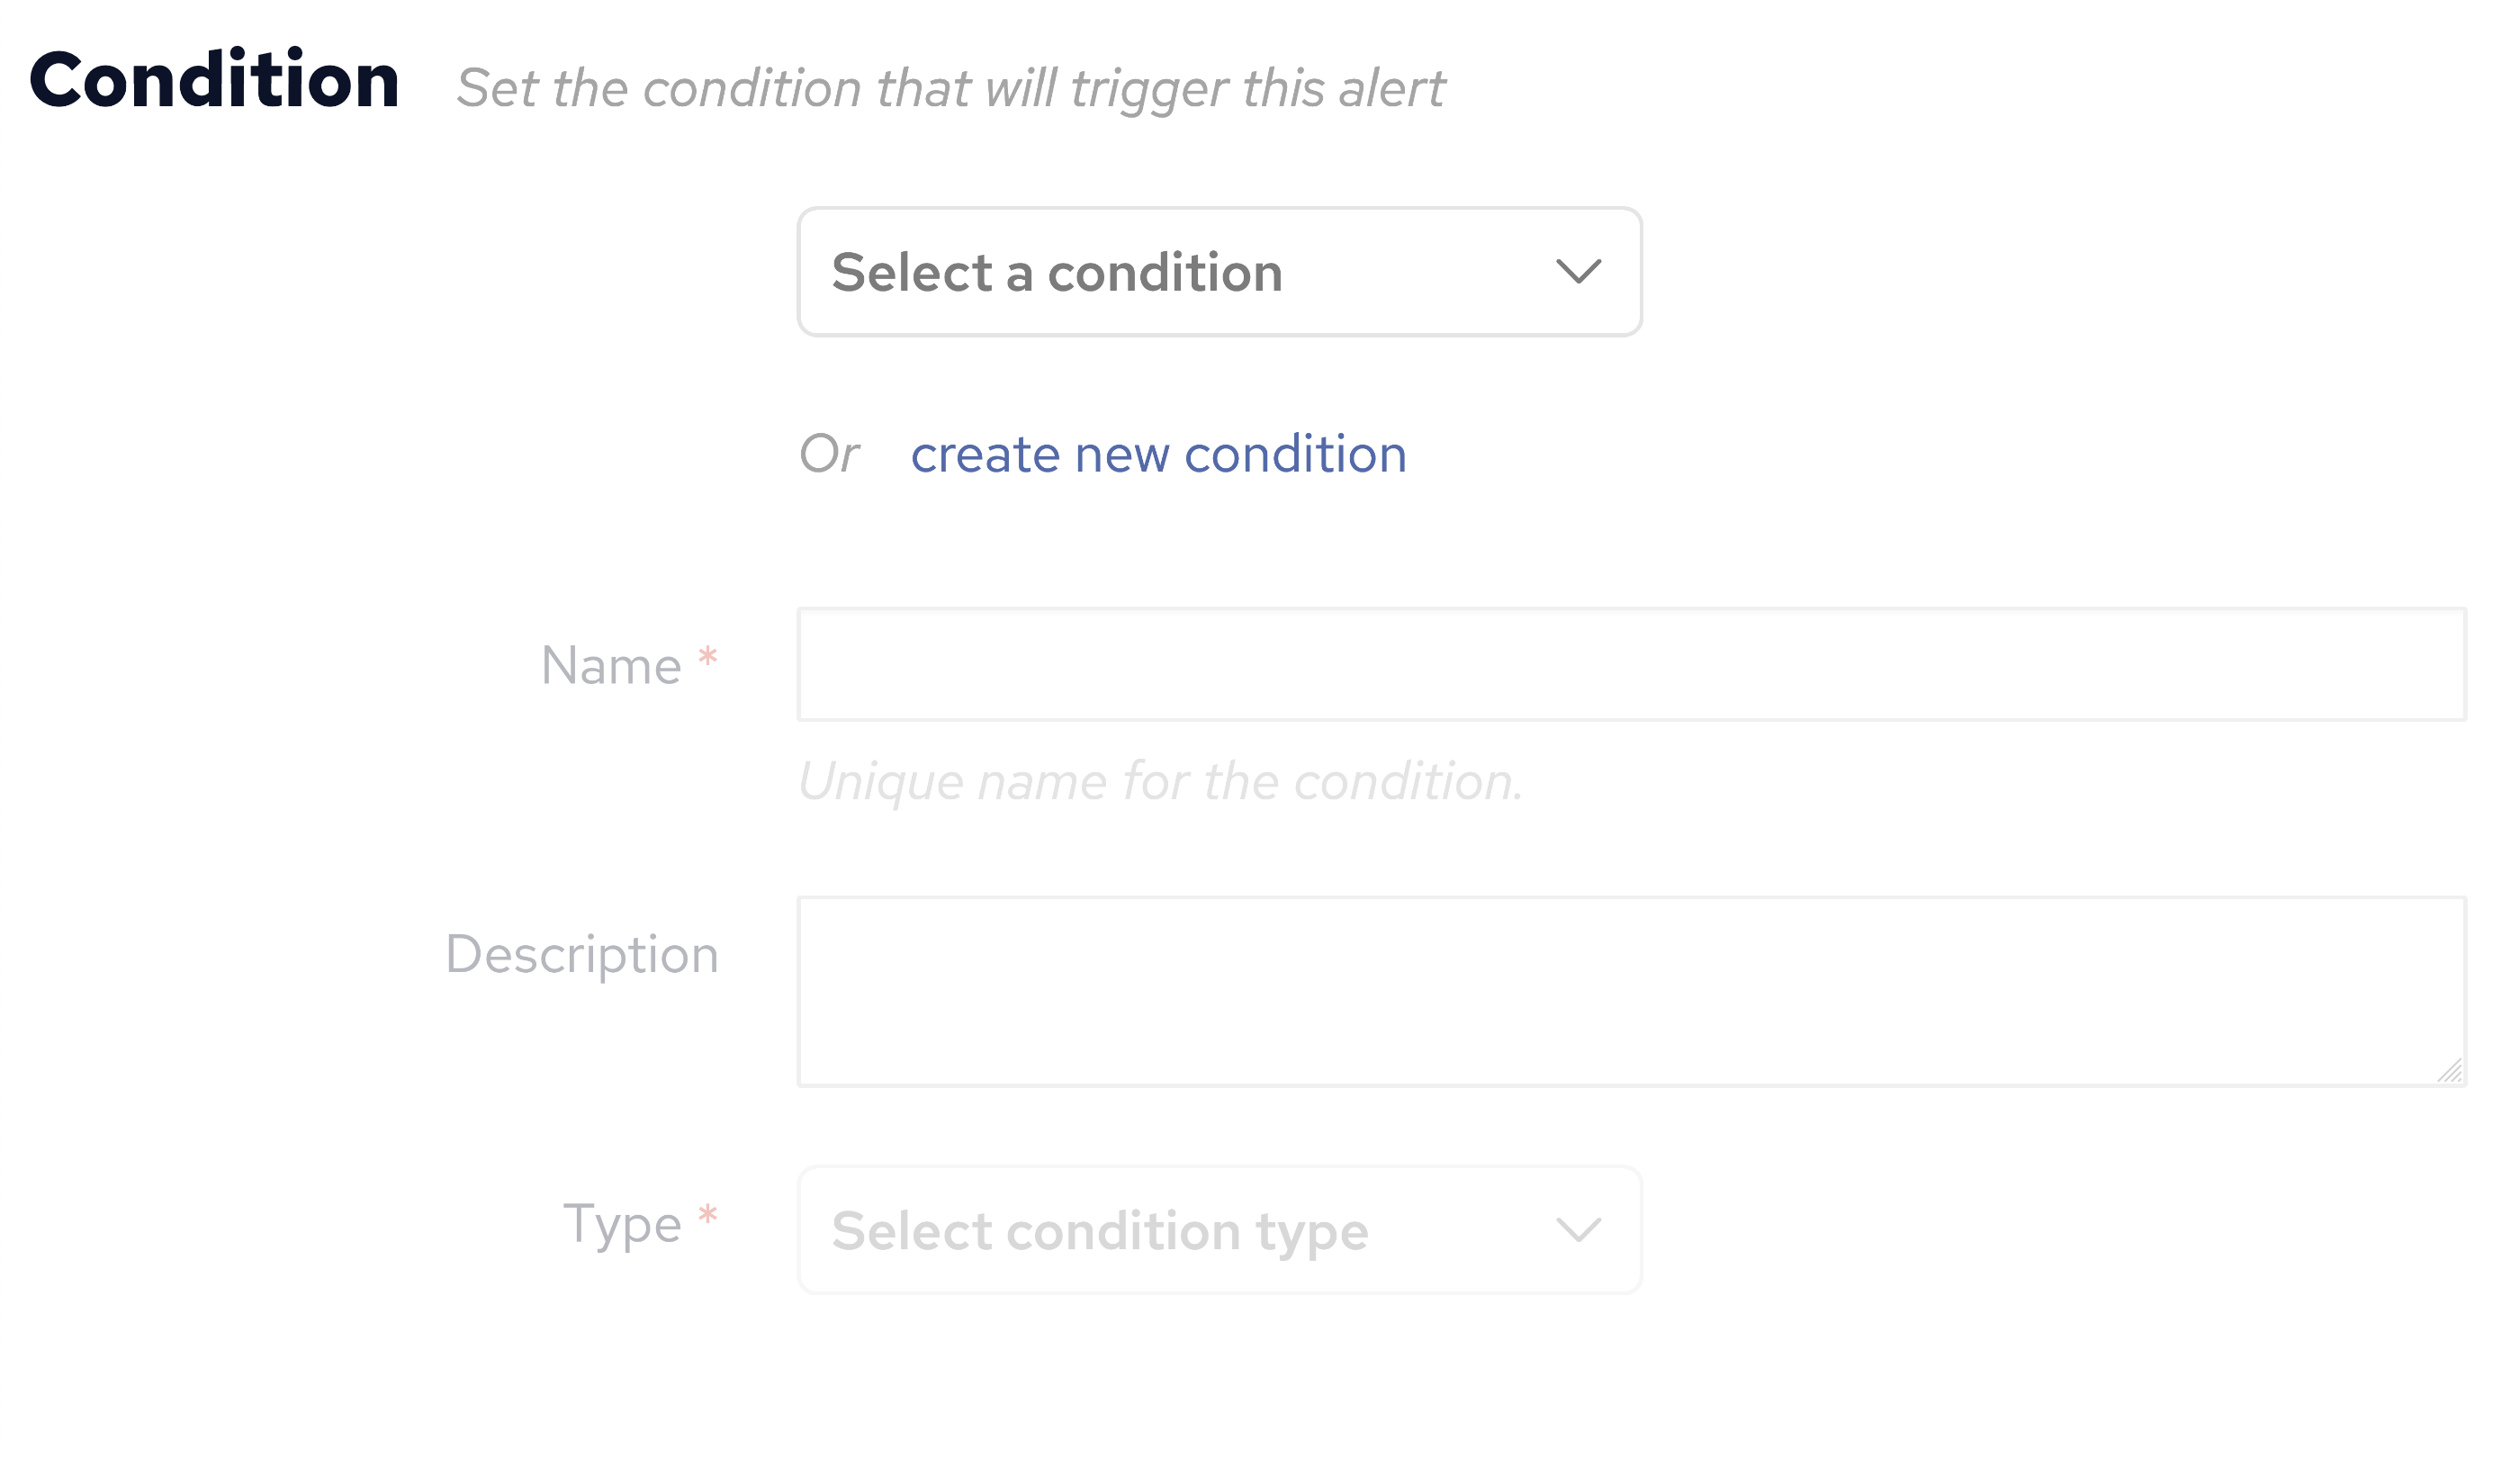 Condition Set the condition that will trigger this alert
Select a condition
Or create new condition
Name *
Unique name for the condition.
Description
Type * Select condition type